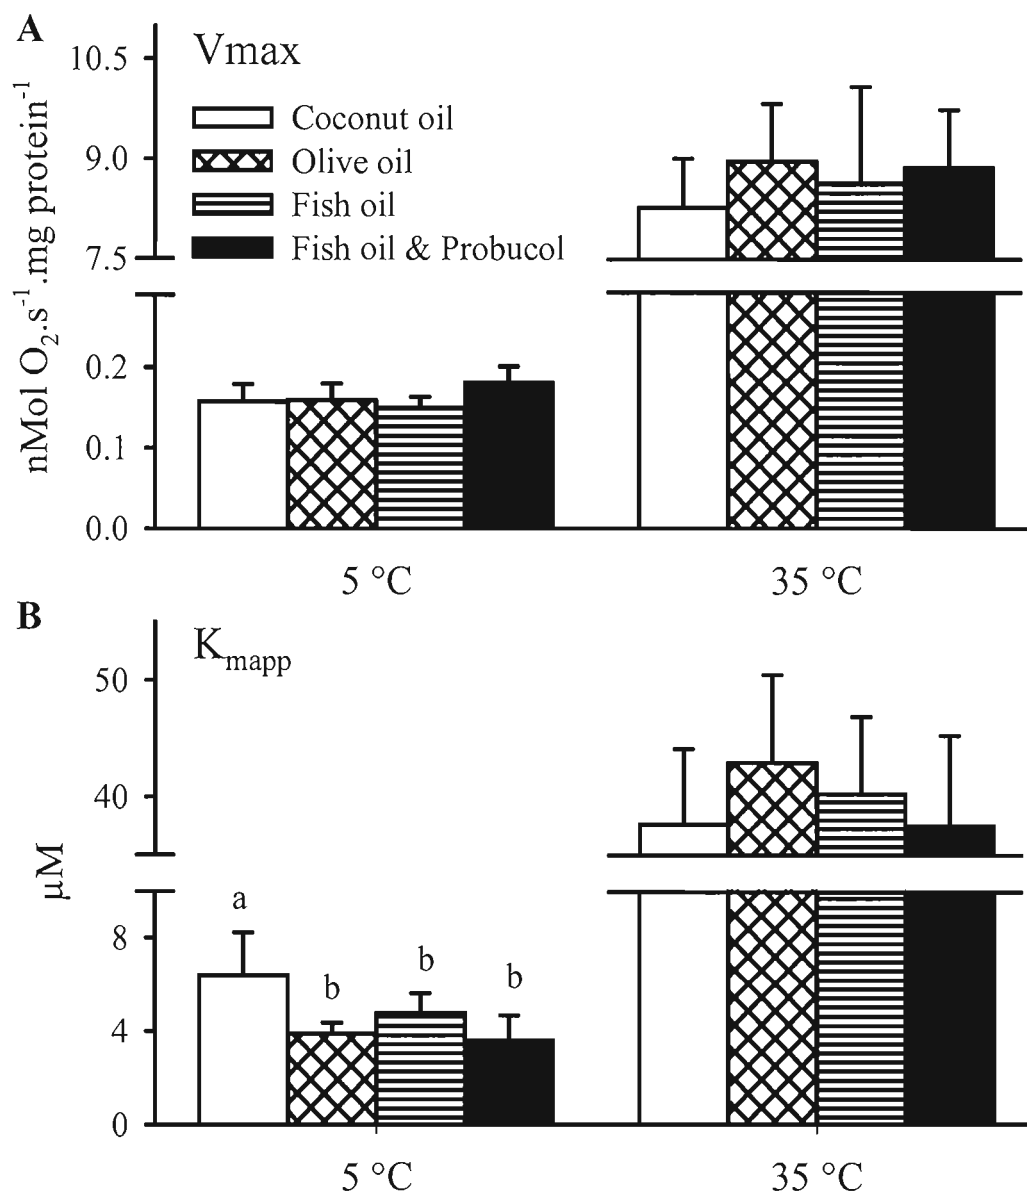 A
Vmax
nMol O₂.s⁻¹.mg protein⁻¹
10.5
9.0
7.5
0.2
0.1
0.0
Coconut oil
Olive oil
Fish oil
Fish oil & Probucol
5 °C
35 °C
B
Kmapp
µM
50
40
8
4
0
a
b
b
b
5 °C
35 °C